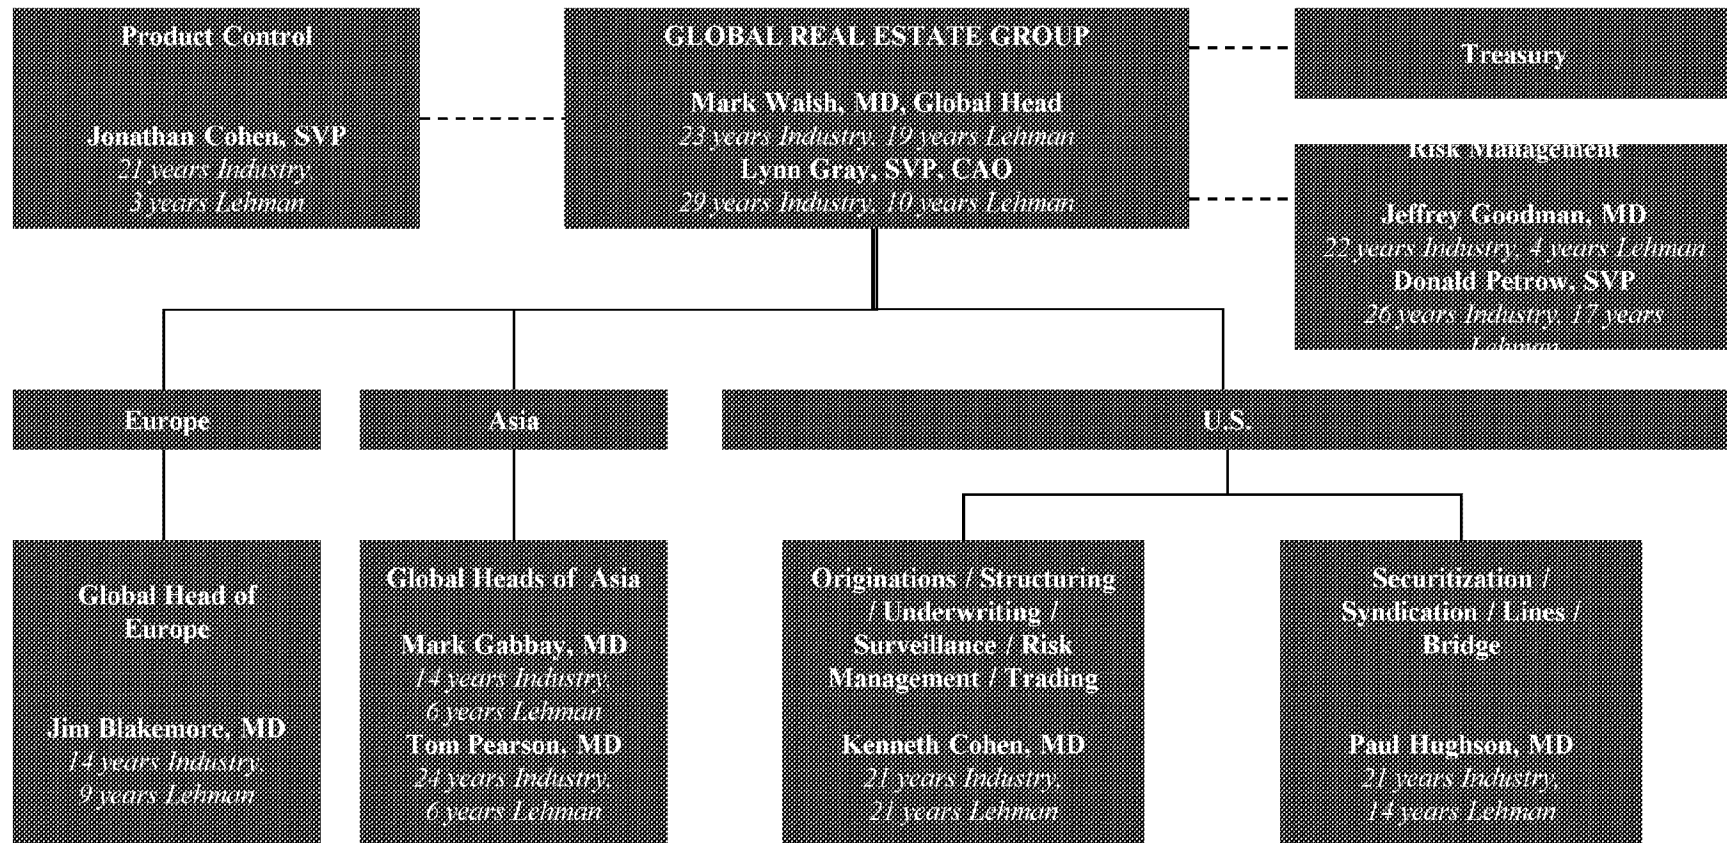 Product Control
Jonathan Cohen, SVP
21 years Industry,
3 years Lehman
GLOBAL REAL ESTATE GROUP
Mark Walsh, MD, Global Head
23 years Industry, 19 years Lehman
Lynn Gray, SVP, CAO
29 years Industry, 10 years Lehman
Treasury
Risk Management
Jeffrey Goodman, MD
22 years Industry, 4 years Lehman
Donald Petrow, SVP
26 years Industry, 17 years
Lehman
Europe
Asia
U.S.
Global Head of
Europe
Jim Blakemore, MD
14 years Industry,
9 years Lehman
Global Heads of Asia
Mark Gabbay, MD
14 years Industry,
6 years Lehman
Tom Pearson, MD
years Industry,
6 years Lehman
Originations / Structuring
/ Underwriting /
Surveillance / Risk
Management / Trading
Kenneth Cohen, MD
21 years Industry,
21 years Lehman
Securitization /
Syndication / Lines /
Bridge
Paul Hughson, MD
21 years Industry,
14 years Lehman